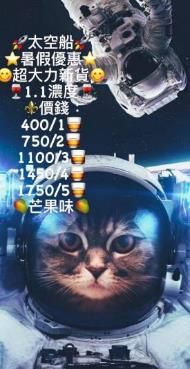 🚀太空船🚀
⭐暑假優惠⭐
😋超大力新貨😋
🍷1.1濃度🍷
⚜️價錢：
400/1🥃
750/2🥃
1100/3🥃
1450/4🥃
1750/5🥃
🥭芒果味🥭